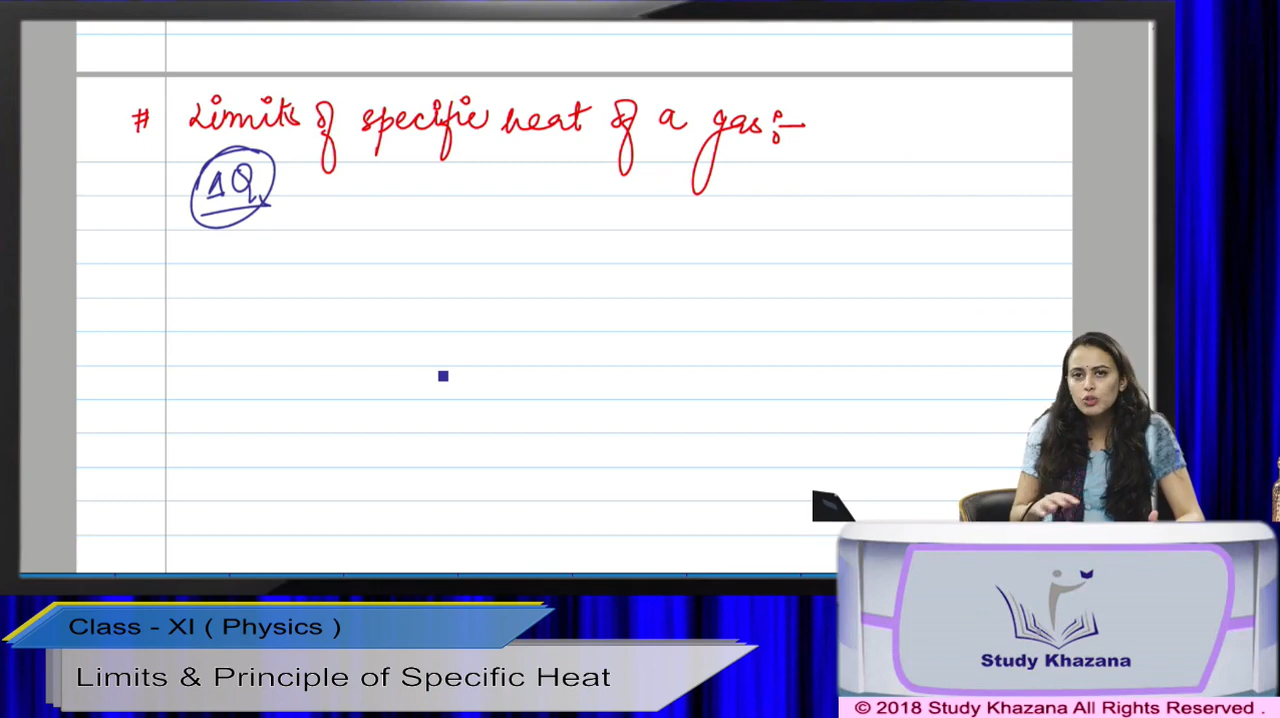 # Limits of specific heat of a gas :-
ΔQ
Study Khazana
Class - XI ( Physics )
Limits & Principle of Specific Heat
© 2018 Study Khazana All Rights Reserved .